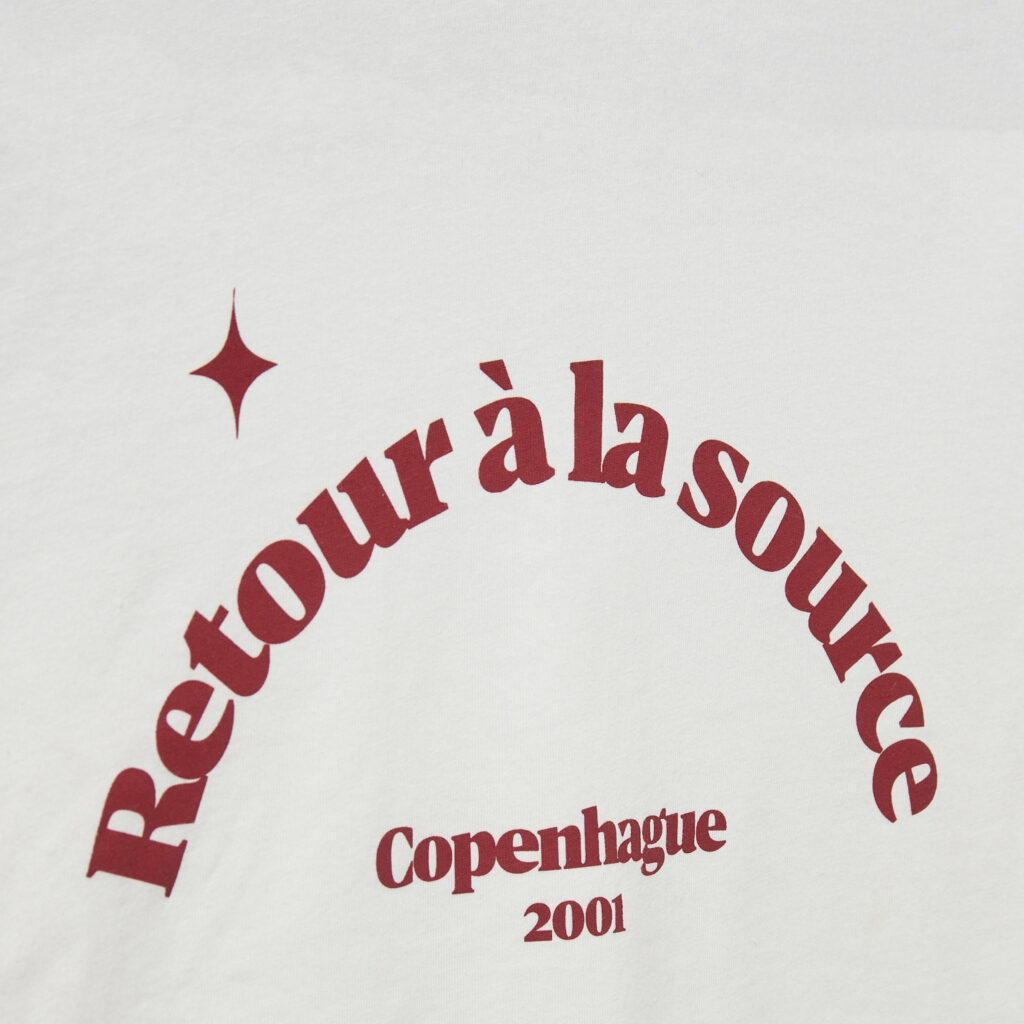 Retour à la source
Copenhague
2001